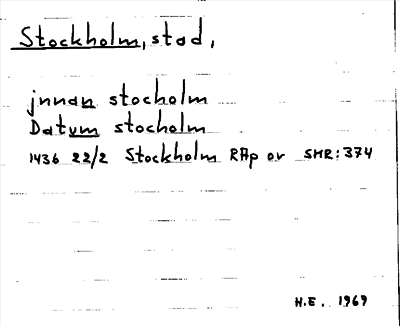 Stockholm, stad,
jnnan stocholm
Datum stocholm
1436 22/2 Stockholm RAp or SMR:374
H.E. 1969